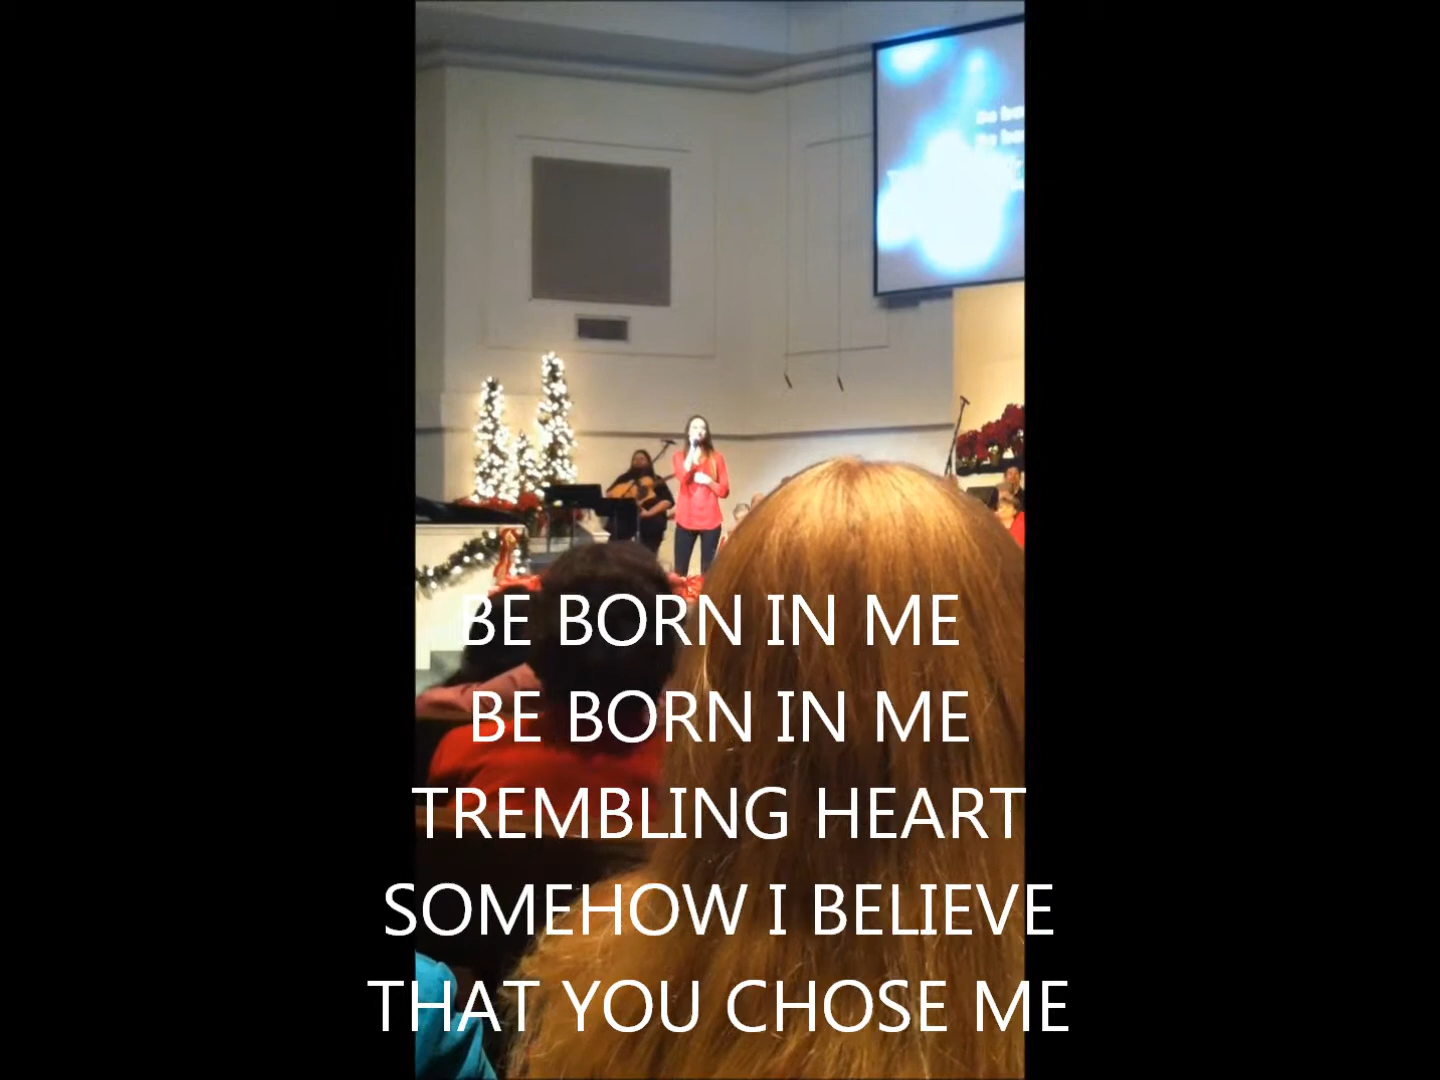 BE BORN IN ME
BE BORN IN ME
TREMBLING HEART
SOMEHOW I BELIEVE
THAT YOU CHOSE ME